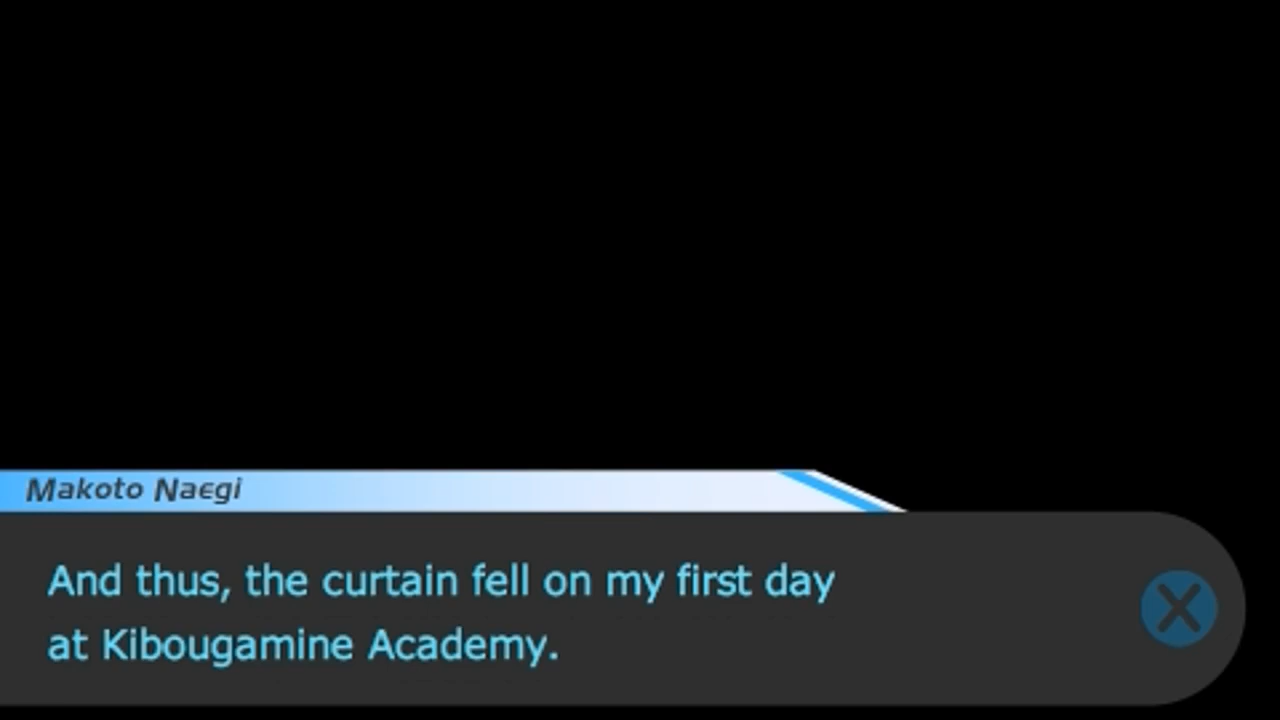 Makoto Naegi
And thus, the curtain fell on my first day
at Kibougamine Academy.